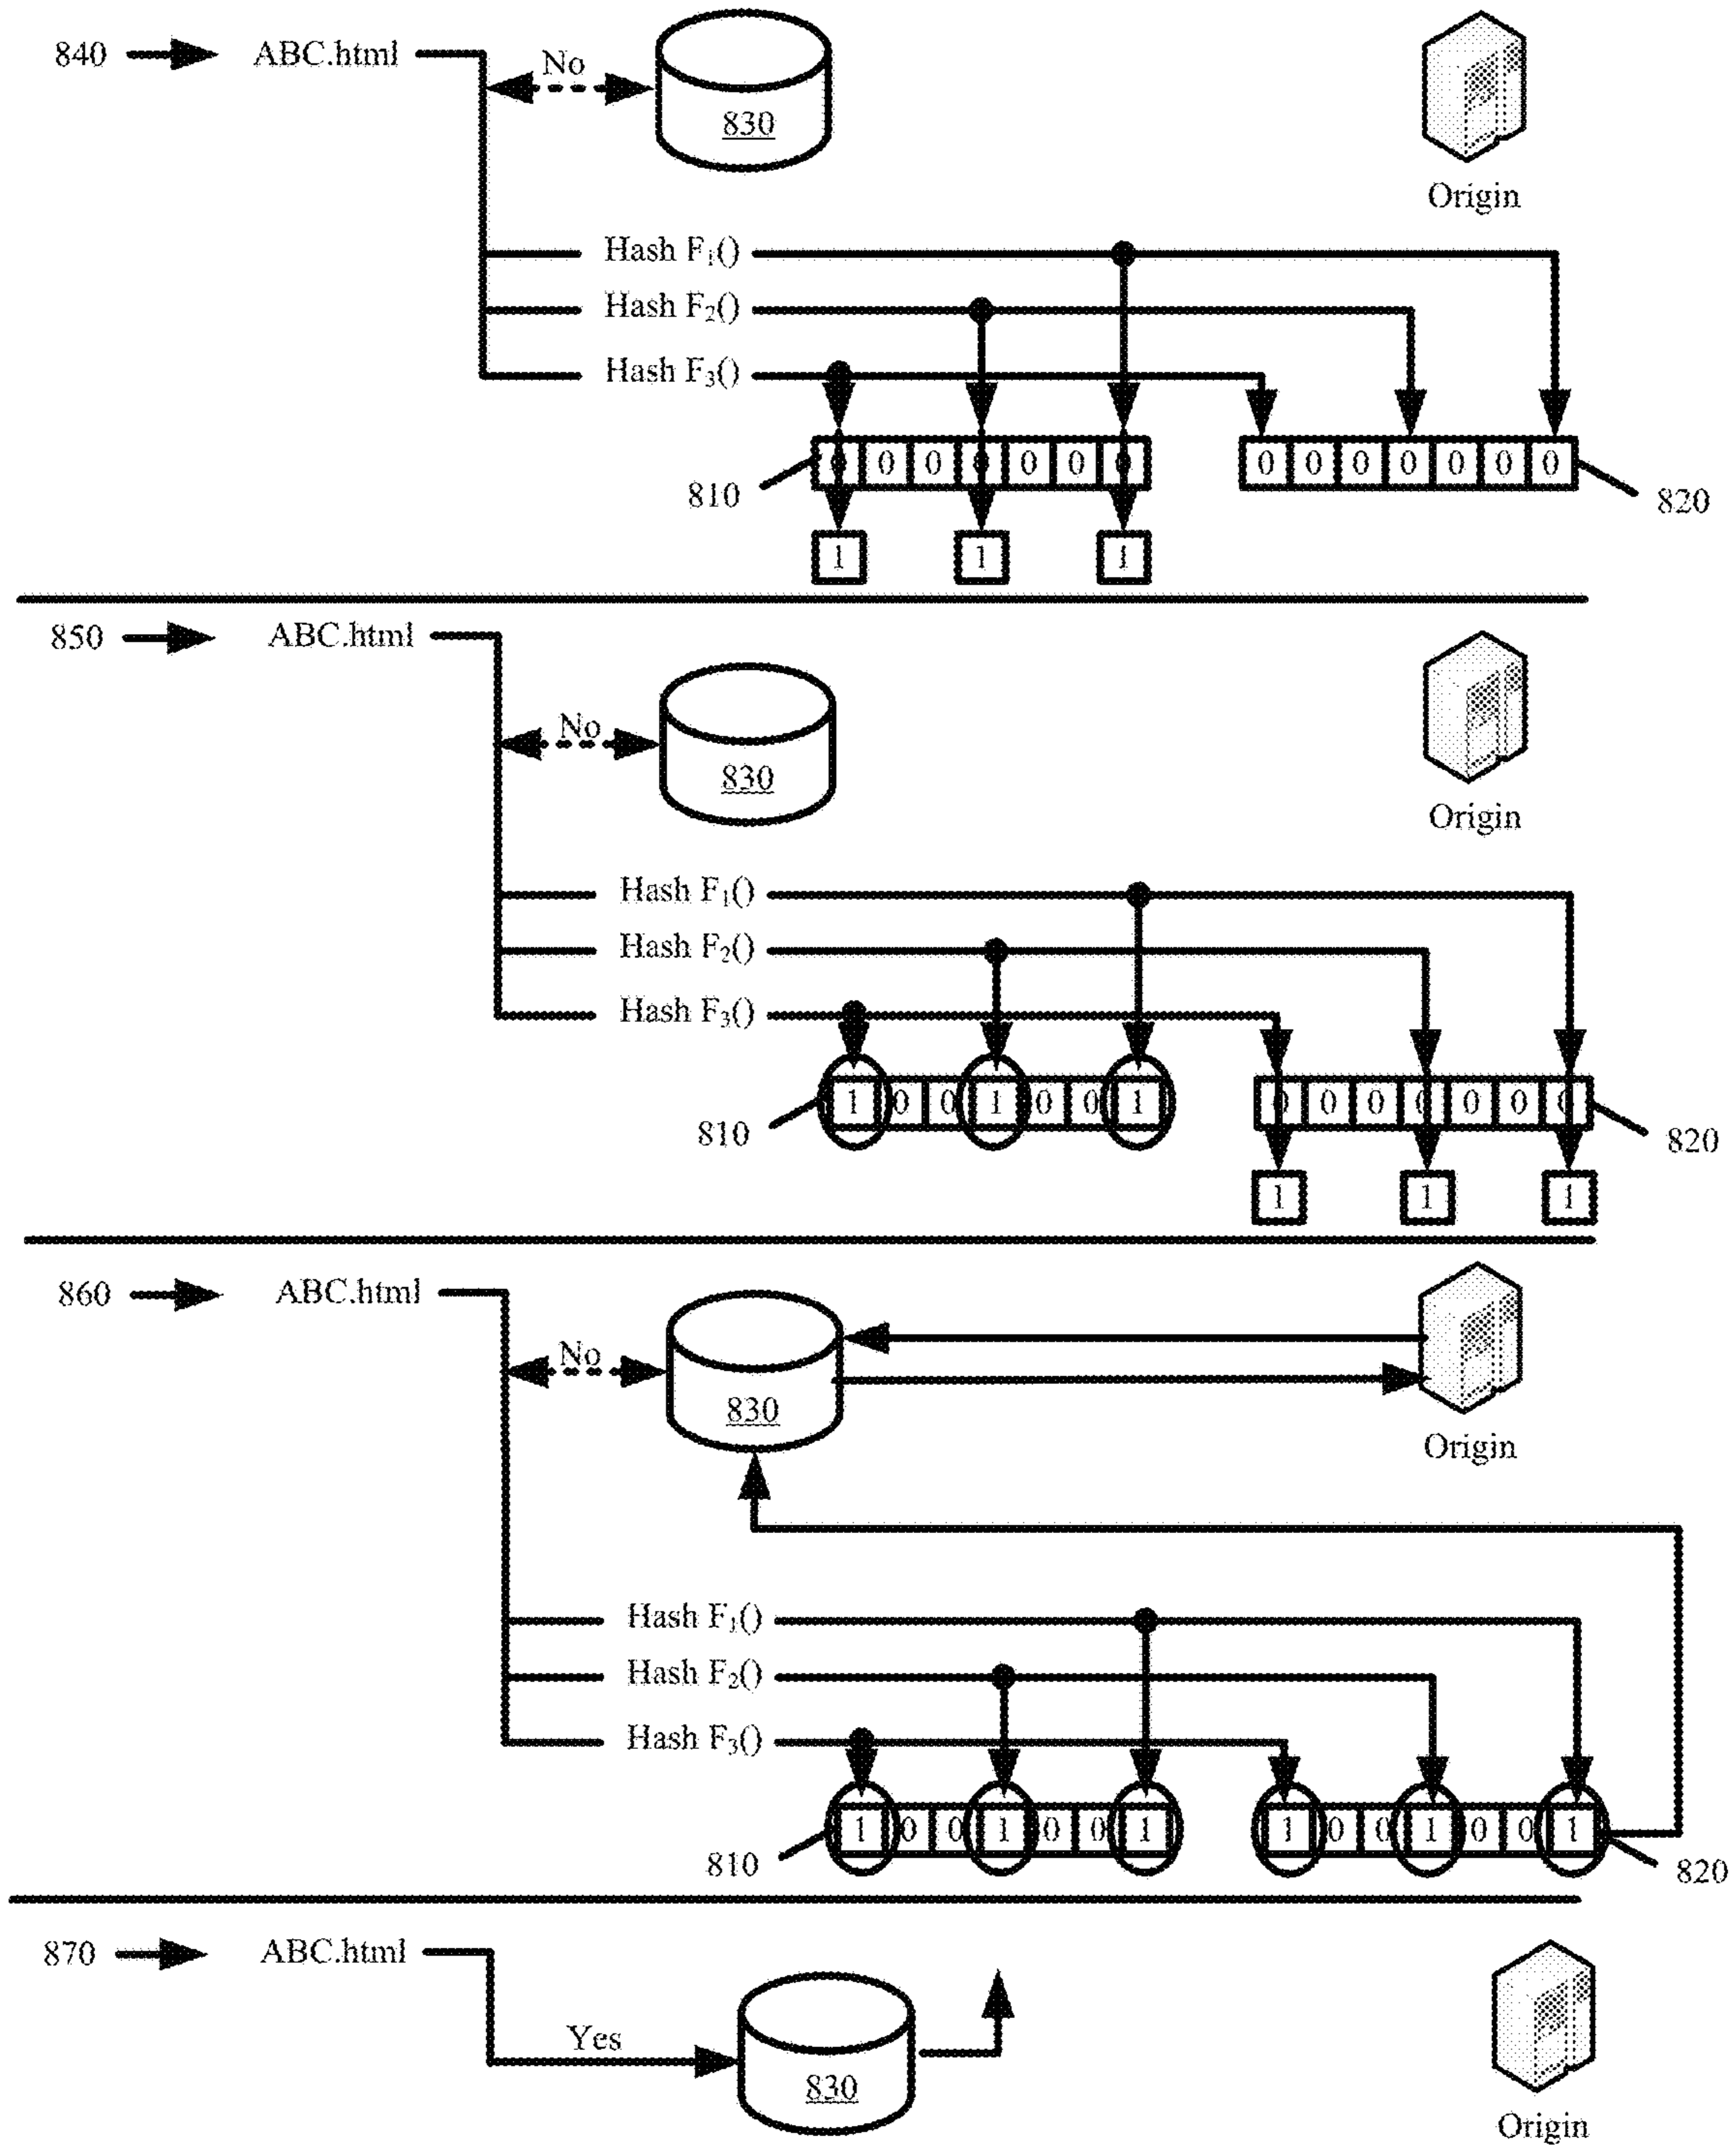 840 ABC.html No
830
Origin
Hash F₁()
Hash F₂()
Hash F₃()
0 0 0 0 0 0 0 0 0 0 0 0 0 0
810 820
1 1 1
850 ABC.html
No
830
Origin
Hash F₁()
Hash F₂()
Hash F₃()
1 0 0 1 0 0 1 0 0 0 0 0 0 0
810 820
1 1 1
860 ABC.html
No
830
Origin
Hash F₁()
Hash F₂()
Hash F₃()
1 0 0 1 0 0 1 1 0 0 1 0 0 1
810 820
870 ABC.html
Yes
830
Origin